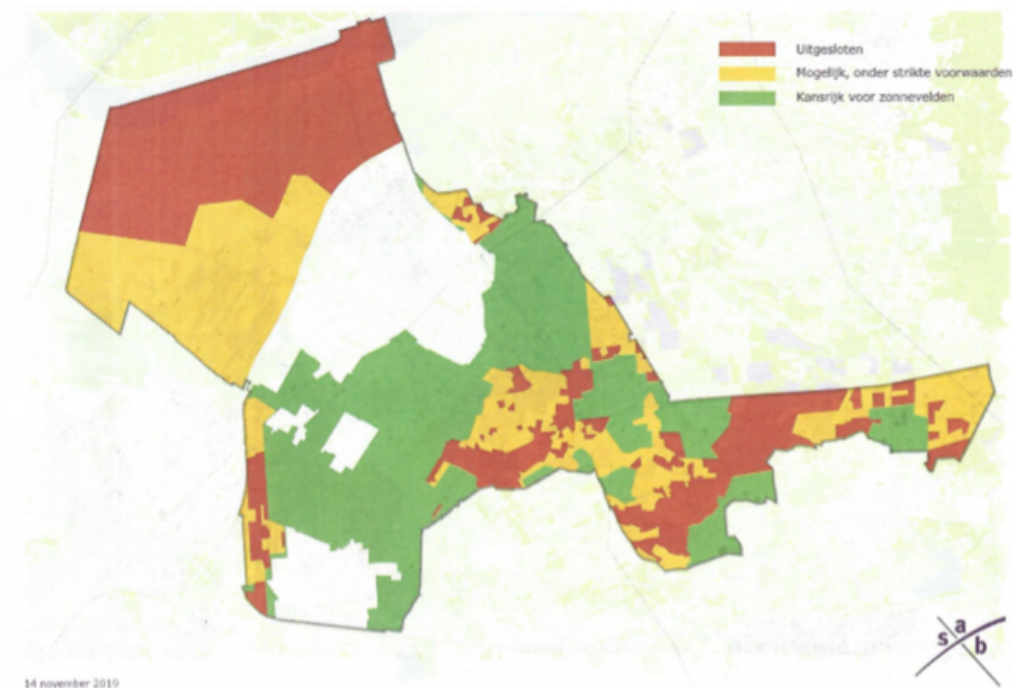 Uitgesloten
Mogelijk, onder strikte voorwaarden
Kansrijk voor zonnevelden
s a b
14 november 2019